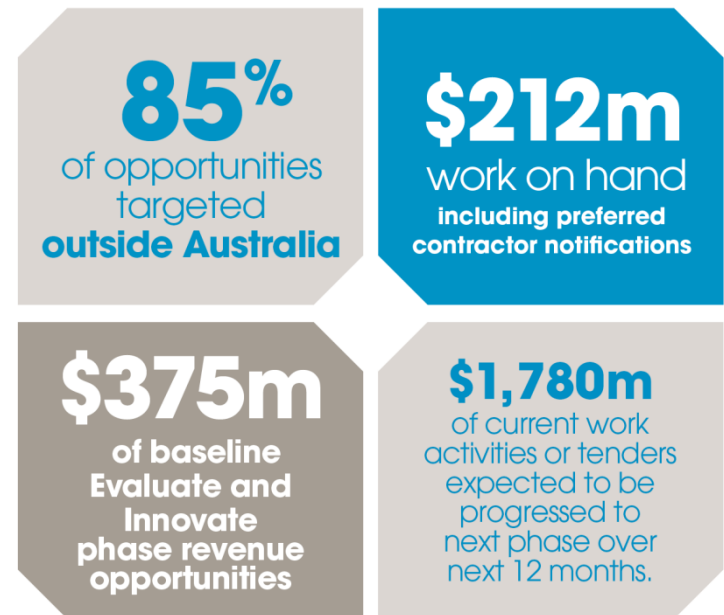 85%
of opportunities
targeted
outside Australia
$212m
work on hand
including preferred
contractor notifications
$375m
of baseline
Evaluate and
Innovate
phase revenue
opportunities
$1,780m
of current work
activities or tenders
expected to be
progressed to
next phase over
next 12 months.